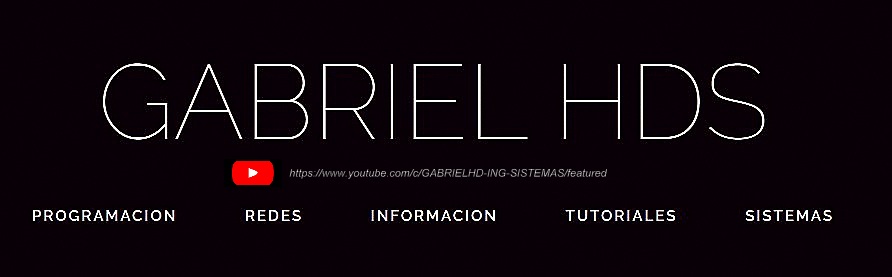 GABRIEL HDS
https://www.youtube.com/c/GABRIELHD-ING-SISTEMAS/featured
PROGRAMACION REDES INFORMACION TUTORIALES SISTEMAS